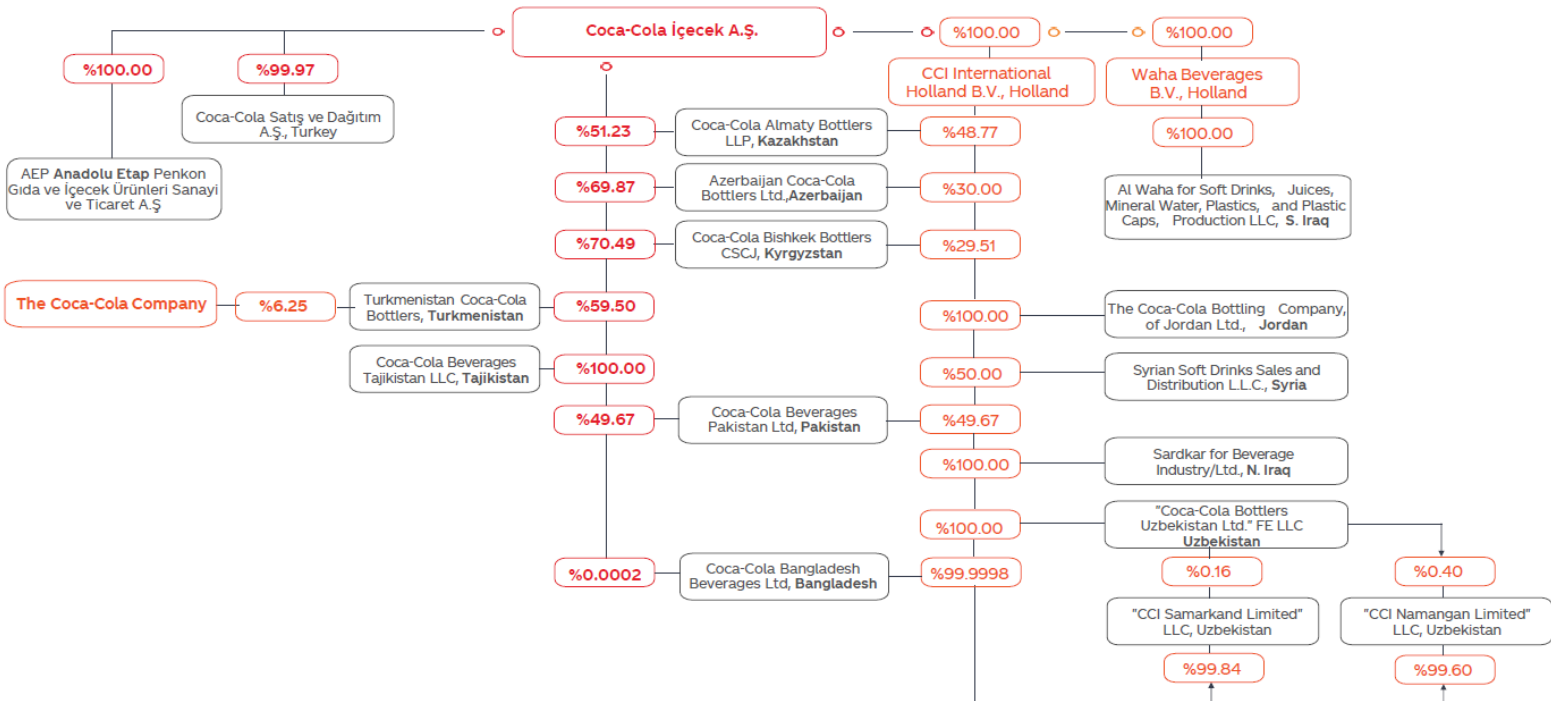 Coca-Cola İçecek A.Ş.
%100.00
%100.00
%100.00
%99.97
CCI International
Holland B.V., Holland
Waha Beverages
B.V., Holland
Coca-Cola Satış ve Dağıtım
A.Ş., Turkey
%51.23
Coca-Cola Almaty Bottlers
LLP, Kazakhstan
%48.77
%100.00
AEP Anadolu Etap Penkon
Gıda ve İçecek Ürünleri Sanayi
ve Ticaret A.Ş
%69.87
Azerbaijan Coca-Cola
Bottlers Ltd.,Azerbaijan
%30.00
Al Waha for Soft Drinks, Juices,
Mineral Water, Plastics, and Plastic
Caps, Production LLC, S. Iraq
%70.49
Coca-Cola Bishkek Bottlers
CSCJ, Kyrgyzstan
%29.51
The Coca-Cola Company
%6.25
Turkmenistan Coca-Cola
Bottlers, Turkmenistan
%59.50
%100.00
The Coca-Cola Bottling Company,
of Jordan Ltd., Jordan
Coca-Cola Beverages
Tajikistan LLC, Tajikistan
%100.00
%50.00
Syrian Soft Drinks Sales and
Distribution L.L.C., Syria
%49.67
Coca-Cola Beverages
Pakistan Ltd, Pakistan
%49.67
%100.00
Sardkar for Beverage
Industry/Ltd., N. Iraq
%100.00
"Coca-Cola Bottlers
Uzbekistan Ltd." FE LLC
Uzbekistan
%0.0002
Coca-Cola Bangladesh
Beverages Ltd, Bangladesh
%99.9998
%0.16
%0.40
"CCI Samarkand Limited"
LLC, Uzbekistan
"CCI Namangan Limited"
LLC, Uzbekistan
%99.84
%99.60